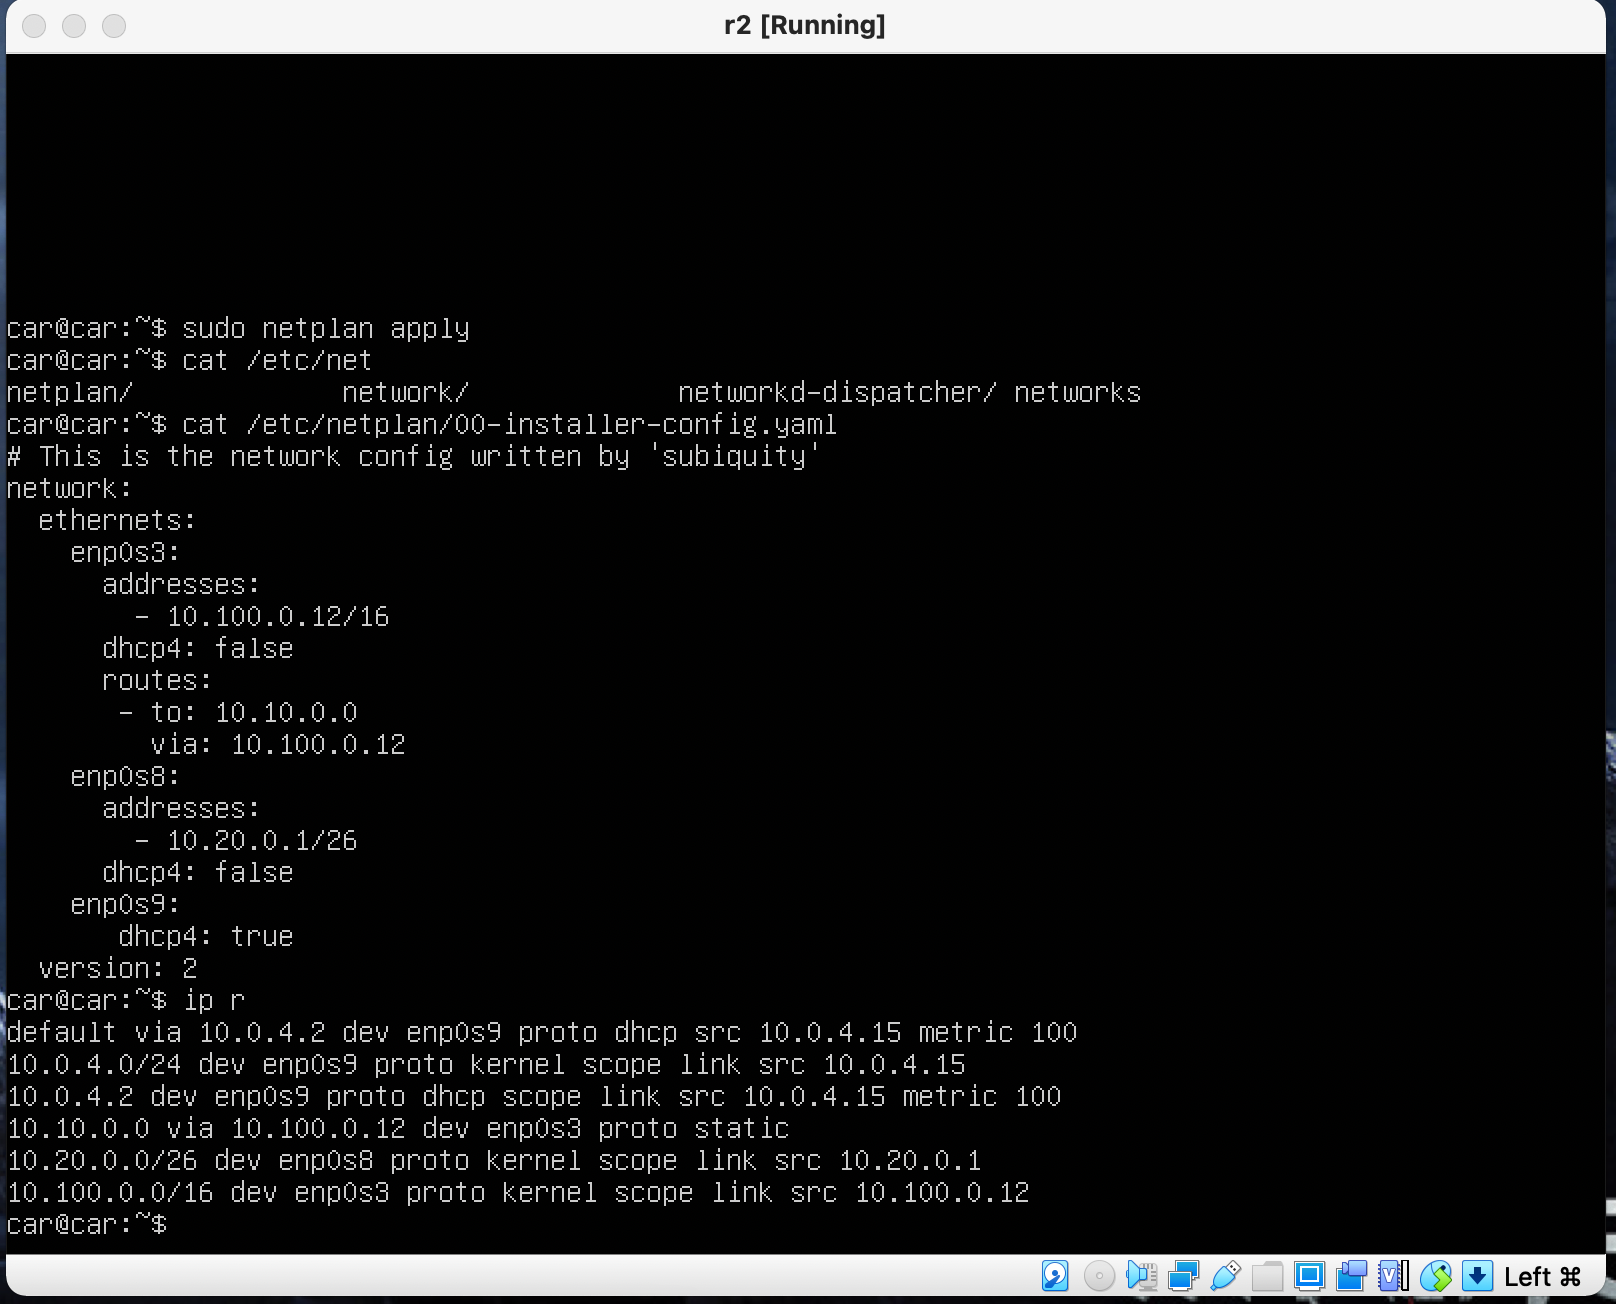 r2 [Running]
car@car:~$ sudo netplan apply
car@car:~$ cat /etc/net
netplan/             network/             networkd-dispatcher/ networks
car@car:~$ cat /etc/netplan/00-installer-config.yaml
# This is the network config written by 'subiquity'
network:
  ethernets:
    enp0s3:
      addresses:
        - 10.100.0.12/16
      dhcp4: false
      routes:
       - to: 10.10.0.0
         via: 10.100.0.12
    enp0s8:
      addresses:
        - 10.20.0.1/26
      dhcp4: false
    enp0s9:
       dhcp4: true
  version: 2
car@car:~$ ip r
default via 10.0.4.2 dev enp0s9 proto dhcp src 10.0.4.15 metric 100
10.0.4.0/24 dev enp0s9 proto kernel scope link src 10.0.4.15
10.0.4.2 dev enp0s9 proto dhcp scope link src 10.0.4.15 metric 100
10.10.0.0 via 10.100.0.12 dev enp0s3 proto static
10.20.0.0/26 dev enp0s8 proto kernel scope link src 10.20.0.1
10.100.0.0/16 dev enp0s3 proto kernel scope link src 10.100.0.12
car@car:~$
Left ⌘